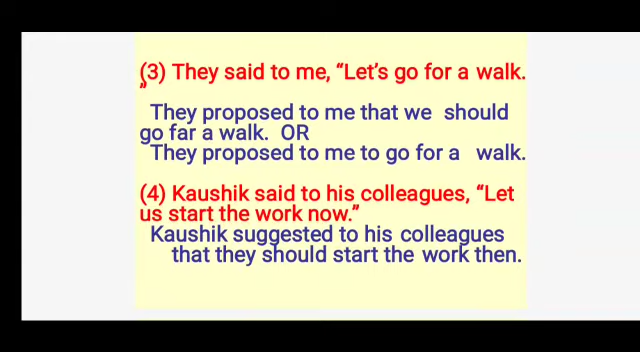 (3) They said to me, “Let’s go for a walk.
”
They proposed to me that we should
go far a walk. OR
They proposed to me to go for a walk.
(4) Kaushik said to his colleagues, “Let
us start the work now.”
Kaushik suggested to his colleagues
that they should start the work then.